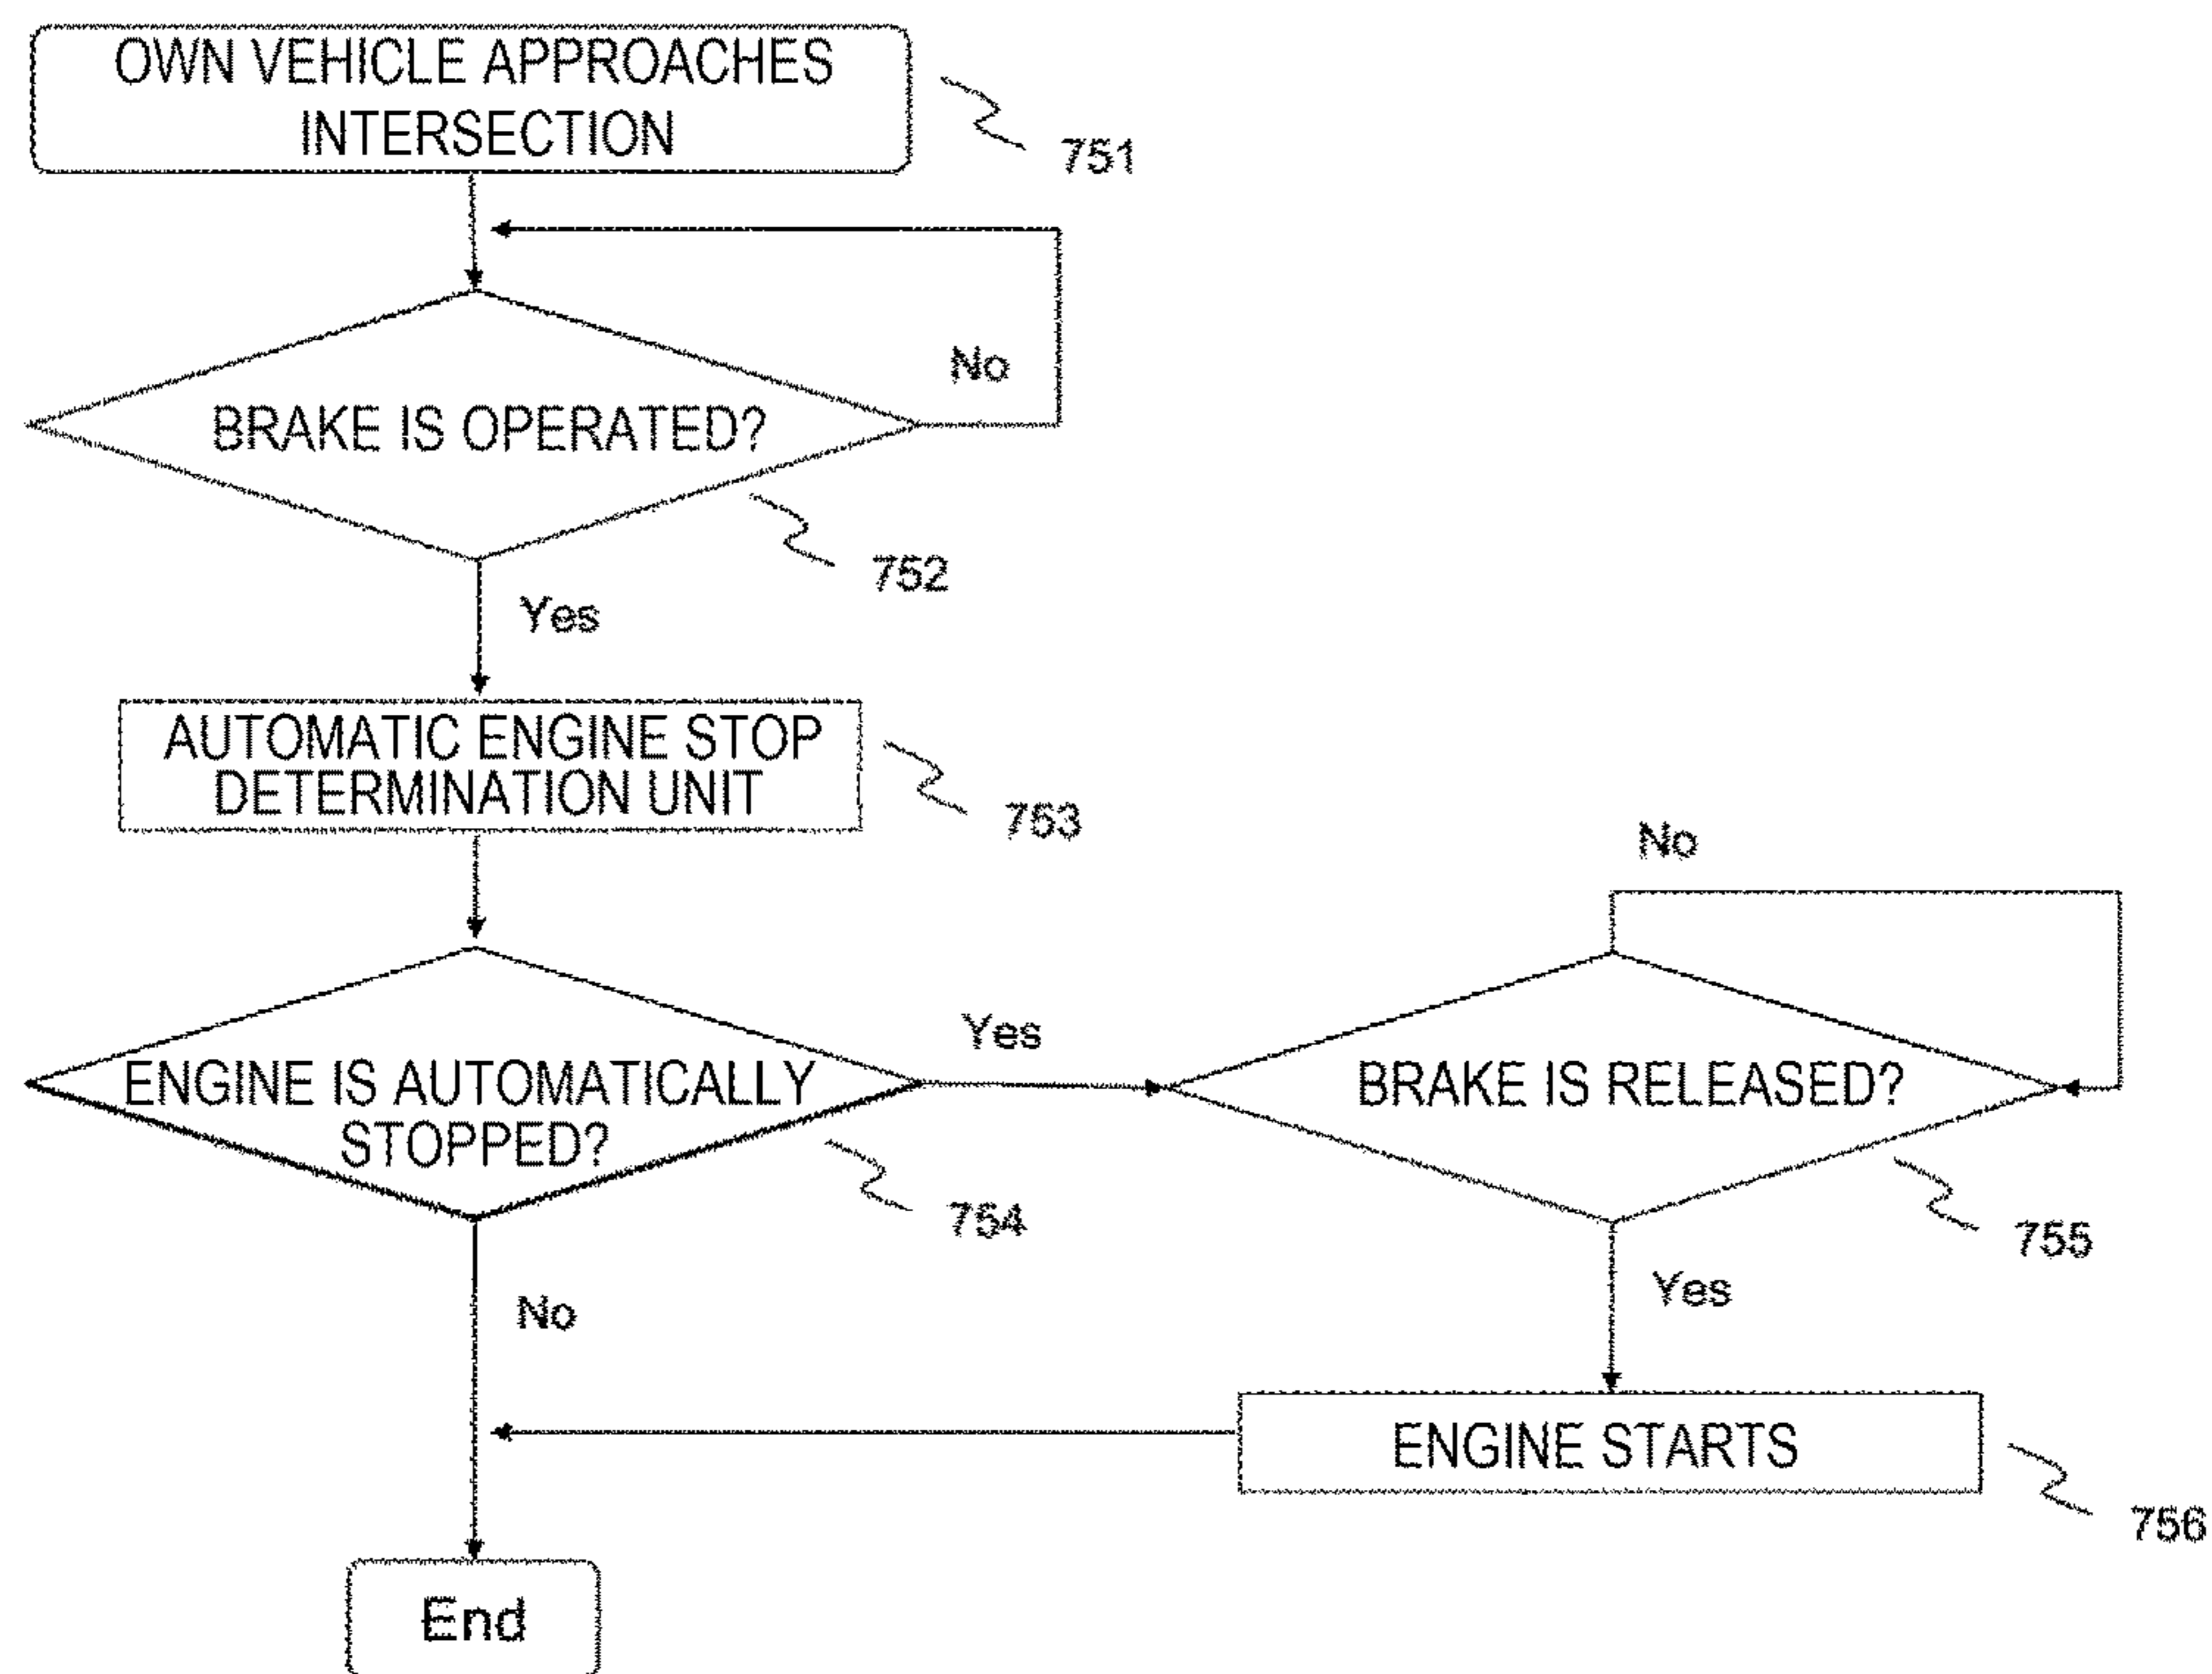 OWN VEHICLE APPROACHES
INTERSECTION
751
No
BRAKE IS OPERATED?
752
Yes
AUTOMATIC ENGINE STOP
DETERMINATION UNIT
753
No
Yes
ENGINE IS AUTOMATICALLY
STOPPED?
754
BRAKE IS RELEASED?
755
No
Yes
ENGINE STARTS
756
End